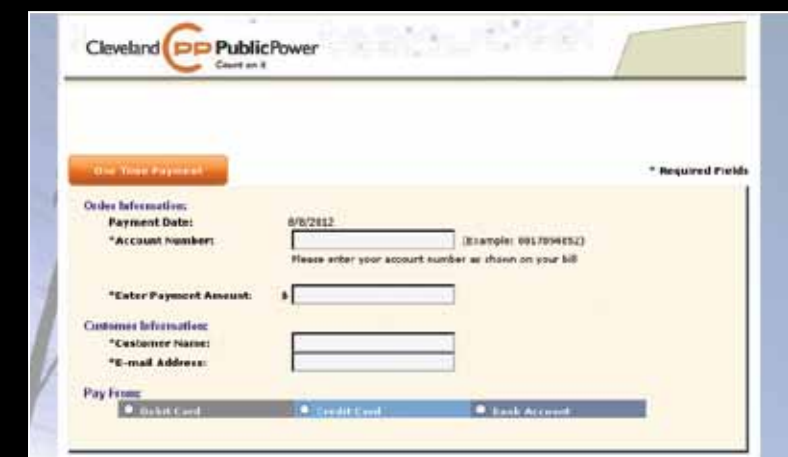 Cleveland CPP PublicPower
Count on it
One Time Payment
* Required Fields
Order Information:
Payment Date: 8/8/2012
*Account Number: (Example: 0017894852)
Please enter your account number as shown on your bill
*Enter Payment Amount: $
Customer Information:
*Customer Name:
*E-mail Address:
Pay From:
Debit Card Credit Card Bank Account